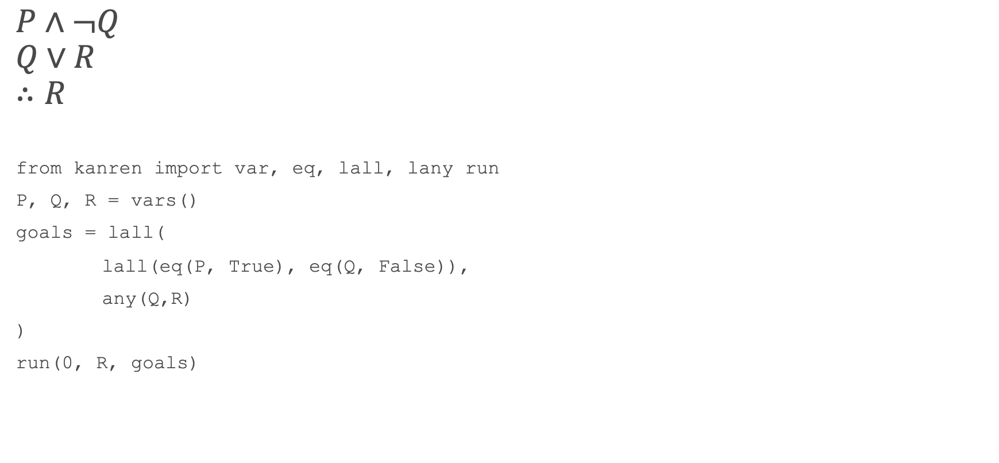 P ∧ ¬Q
Q ∨ R
∴ R
from kanren import var, eq, lall, lany run
P, Q, R = vars()
goals = lall(
lall(eq(P, True), eq(Q, False)),
any(Q,R)
)
run(0, R, goals)